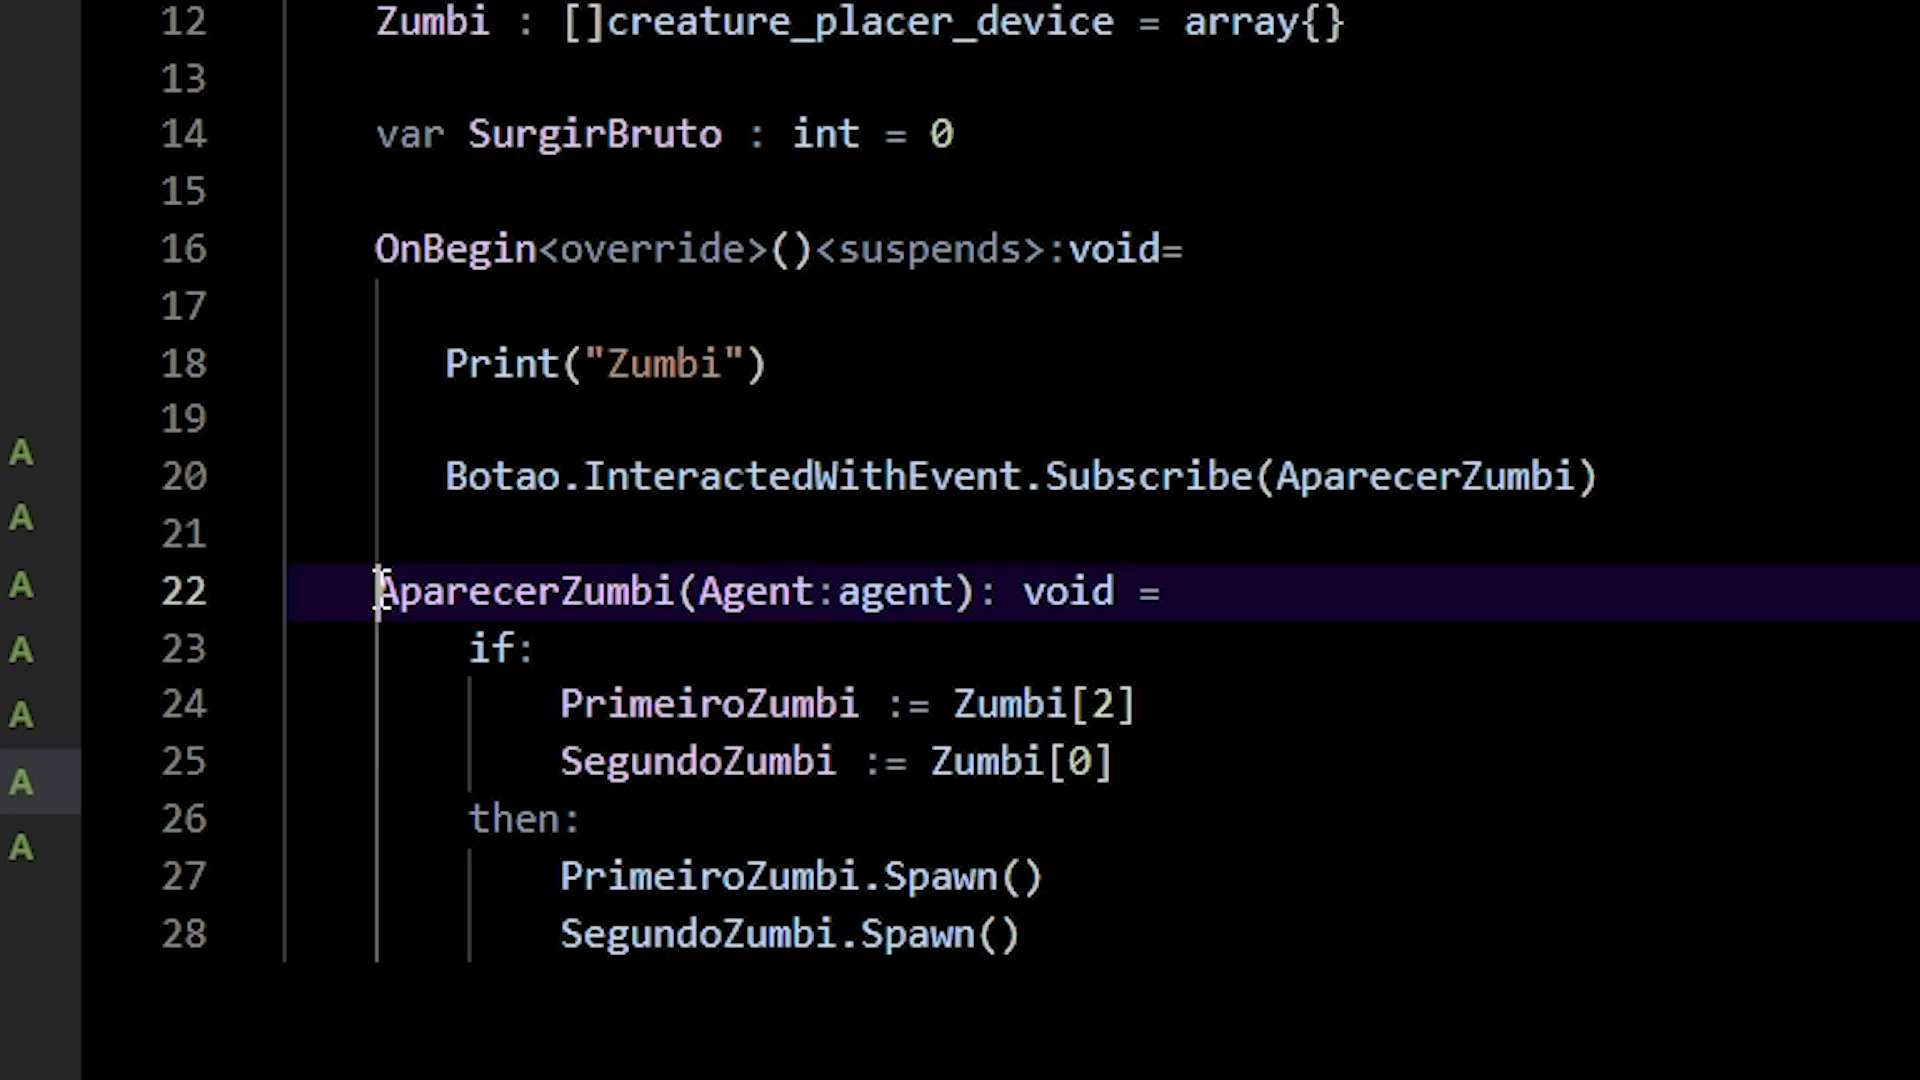 12 Zumbi : []creature_placer_device = array{}
13
14 var SurgirBruto : int = 0
15
16 OnBegin<override>()<suspends>:void=
17
18 Print("Zumbi")
19
A
20 Botao.InteractedWithEvent.Subscribe(AparecerZumbi)
A
21
A
22 AparecerZumbi(Agent:agent): void =
A
23 if:
A
24 PrimeiroZumbi := Zumbi[2]
A
25 SegundoZumbi := Zumbi[0]
26 then:
A
27 PrimeiroZumbi.Spawn()
28 SegundoZumbi.Spawn()